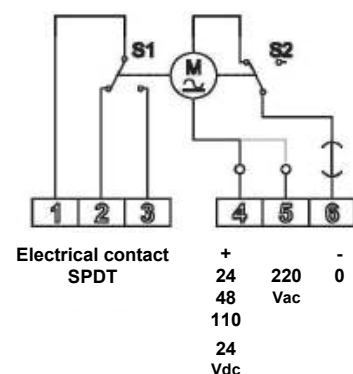 S1
S2
M
1 2 3 4 5 6
Electrical contact + -
SPDT 24 220 0
48 Vac
110
24
Vdc